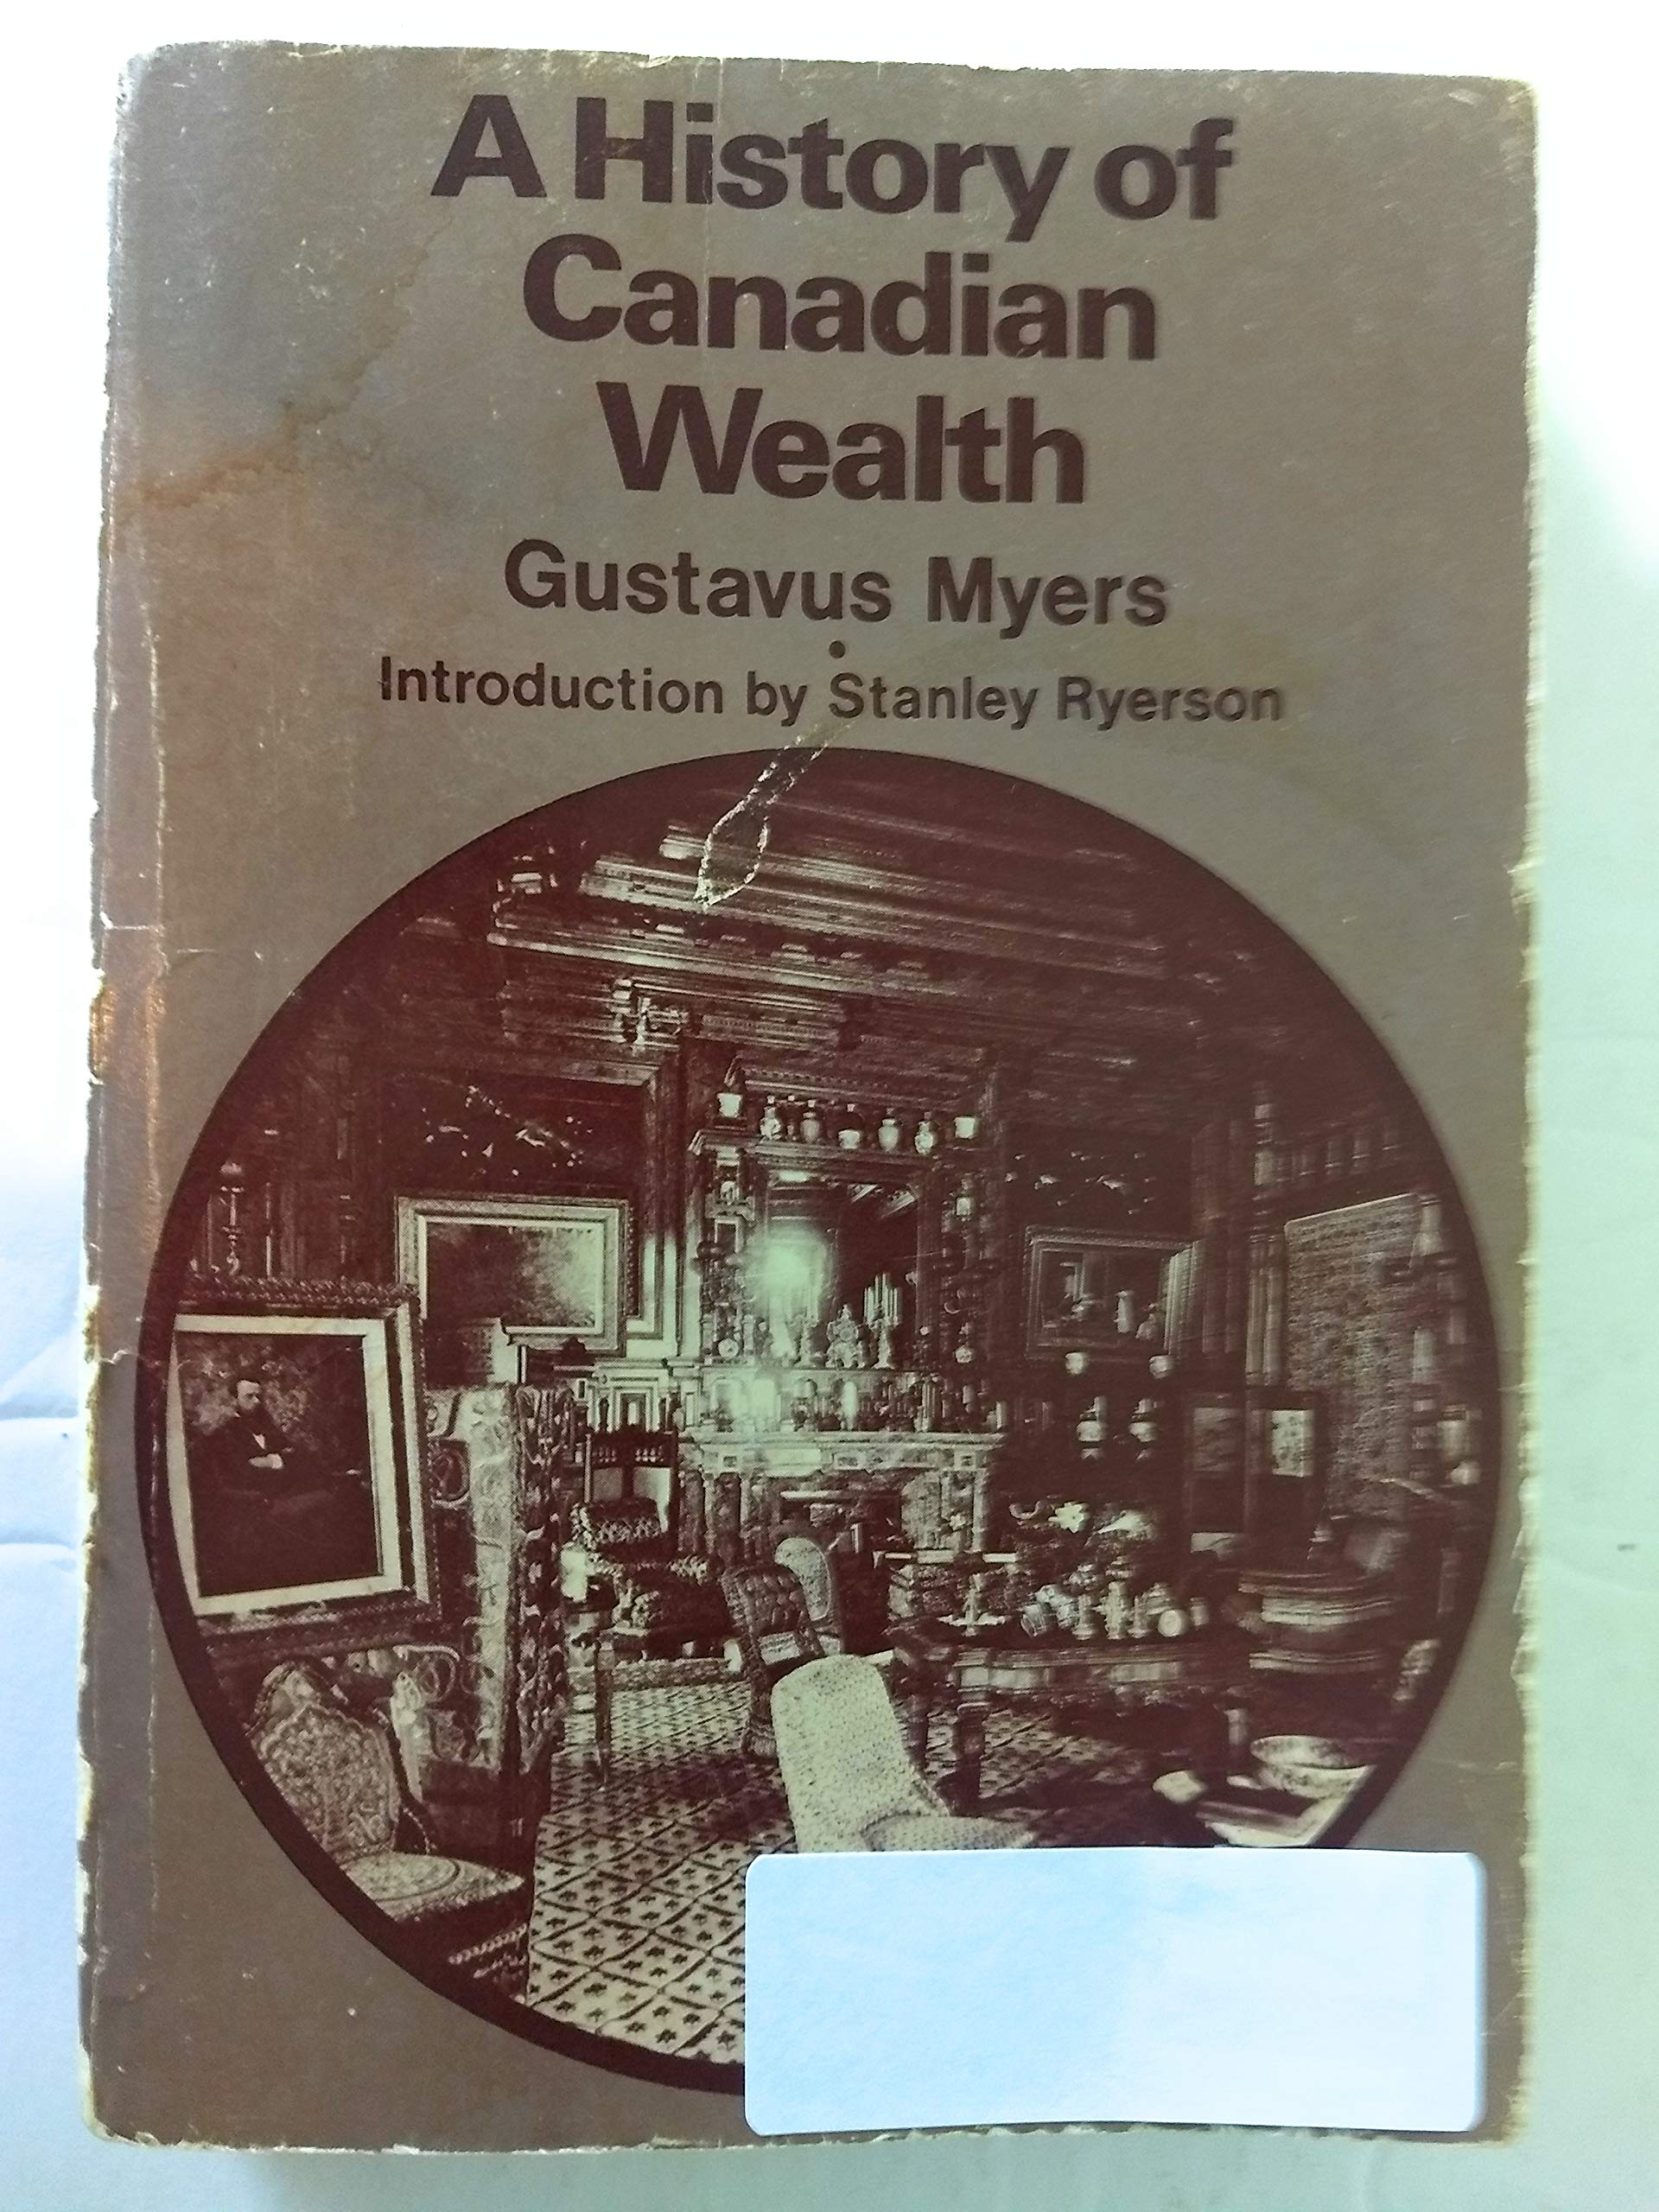 A History of
Canadian
Wealth
Gustavus Myers
•
Introduction by Stanley Ryerson